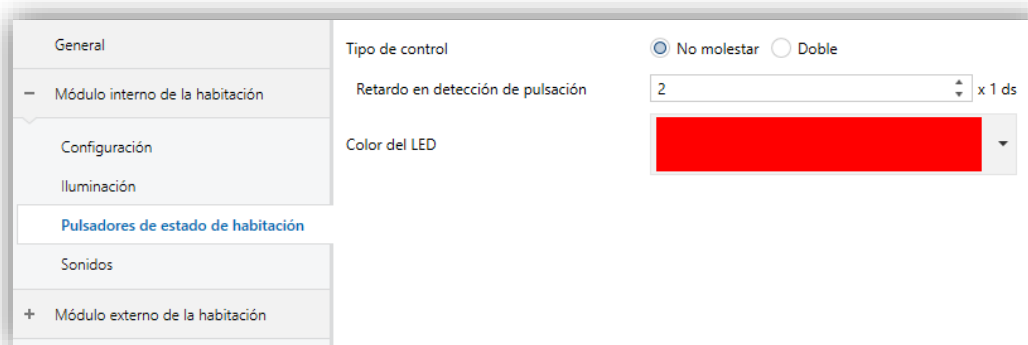 General
− Módulo interno de la habitación
Configuración
Iluminación
Pulsadores de estado de habitación
Sonidos
+ Módulo externo de la habitación
Tipo de control No molestar Doble
Retardo en detección de pulsación 2 x 1 ds
Color del LED